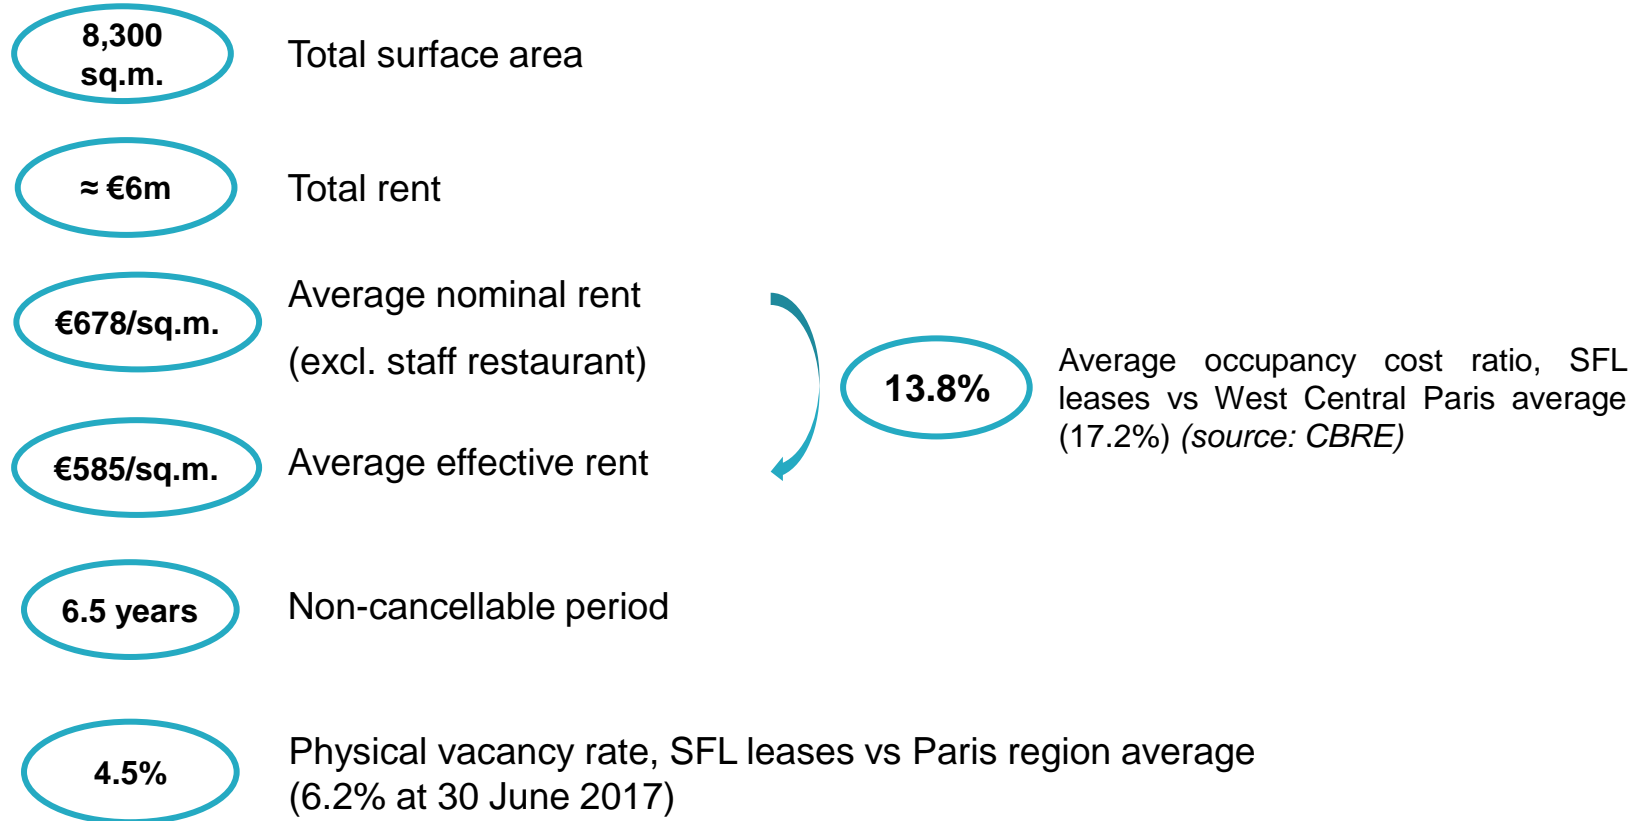 8,300
sq.m.
Total surface area
≈ €6m
Total rent
€678/sq.m.
Average nominal rent
(excl. staff restaurant)
13.8%
Average occupancy cost ratio, SFL
leases vs West Central Paris average
(17.2%) (source: CBRE)
€585/sq.m.
Average effective rent
6.5 years
Non-cancellable period
4.5%
Physical vacancy rate, SFL leases vs Paris region average
(6.2% at 30 June 2017)